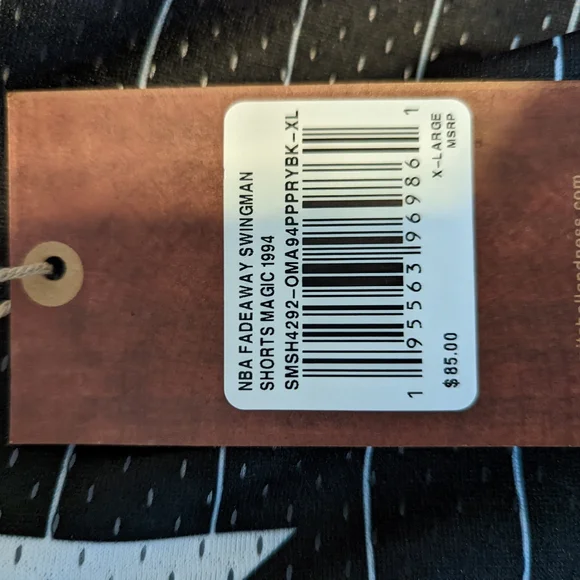 NBA FADEAWAY SWINGMAN
SHORTS MAGIC 1994
SMSH4292-OMA94PPPRYBK-XL
1 95563 96986 1
X-LARGE
MSRP
$85.00